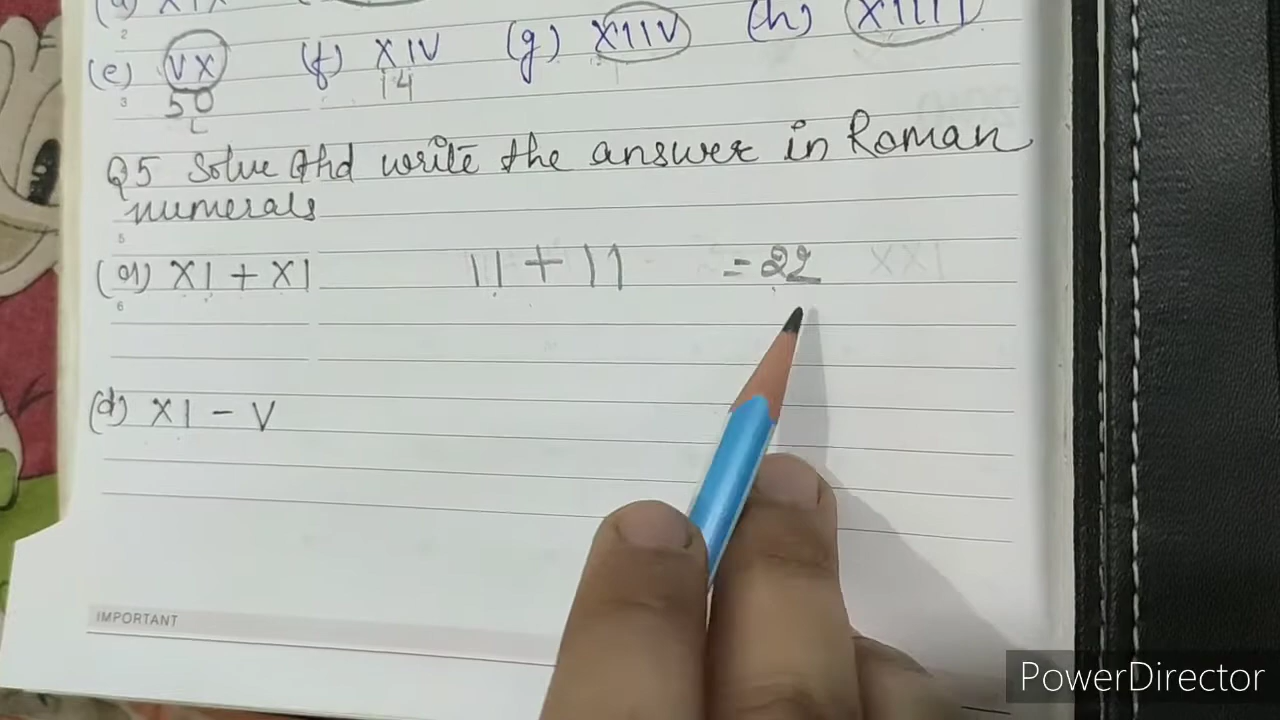 (e) VX (f) XIV (g) XIIV (h) XIIII
50 14
L
Q5 Solve And write the answer in Roman
numerals
(a) XI + XI 11 + 11 = 22
(d) XI - V
IMPORTANT
PowerDirector